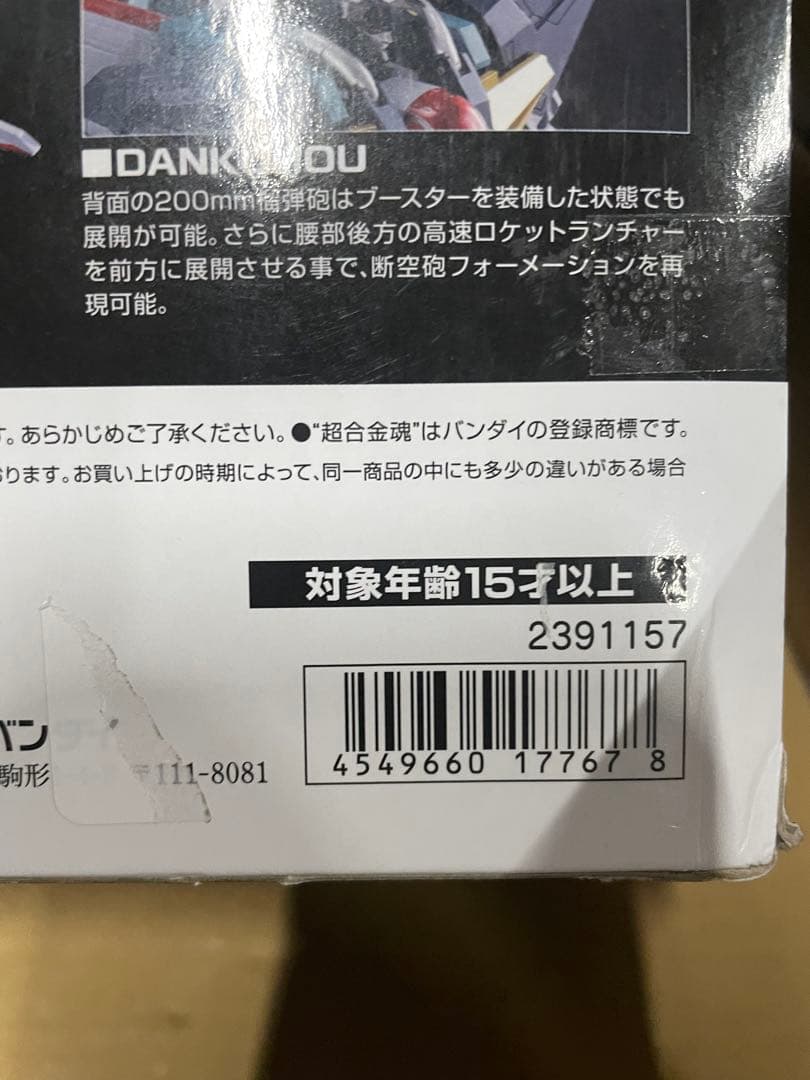 背面の200mm榴弾砲はブースターを装備した状態でも
展開が可能。さらに腰部後方の高速ロケットランチャー
を前方に展開させる事で、断空砲フォーメーションを再
現可能。
す。あらかじめご了承ください。●“超合金魂”はバンダイの登録商標です。
ります。お買い上げの時期によって、同一商品の中にも多少の違いがある場合
対象年齢15才以上
2391157
4549660 17767 8
バン
駒形
〒111-8081